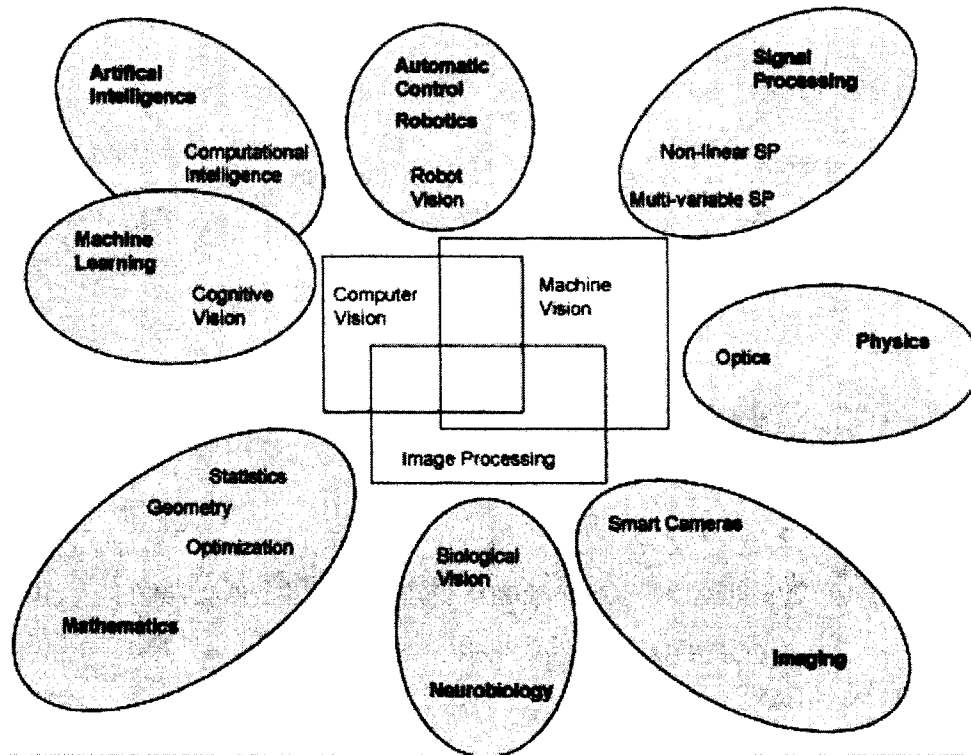 Artifical
Intelligence
Computational
Intelligence
Automatic
Control
Robotics
Robot
Vision
Signal
Processing
Non-linear SP
Multi-variable SP
Machine
Learning
Cognitive
Vision
Computer
Vision
Machine
Vision
Optics
Physics
Image Processing
Statistics
Geometry
Optimization
Mathematics
Biological
Vision
Neurobiology
Smart Cameras
Imaging